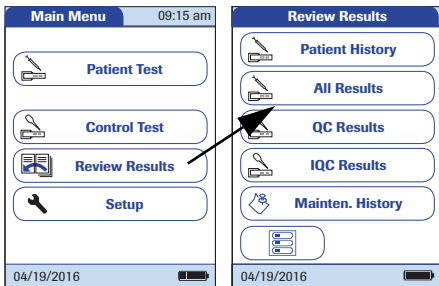 Main Menu 09:15 am
Patient Test
Control Test
Review Results
Setup
04/19/2016
Review Results
Patient History
All Results
QC Results
IQC Results
Mainten. History
04/19/2016